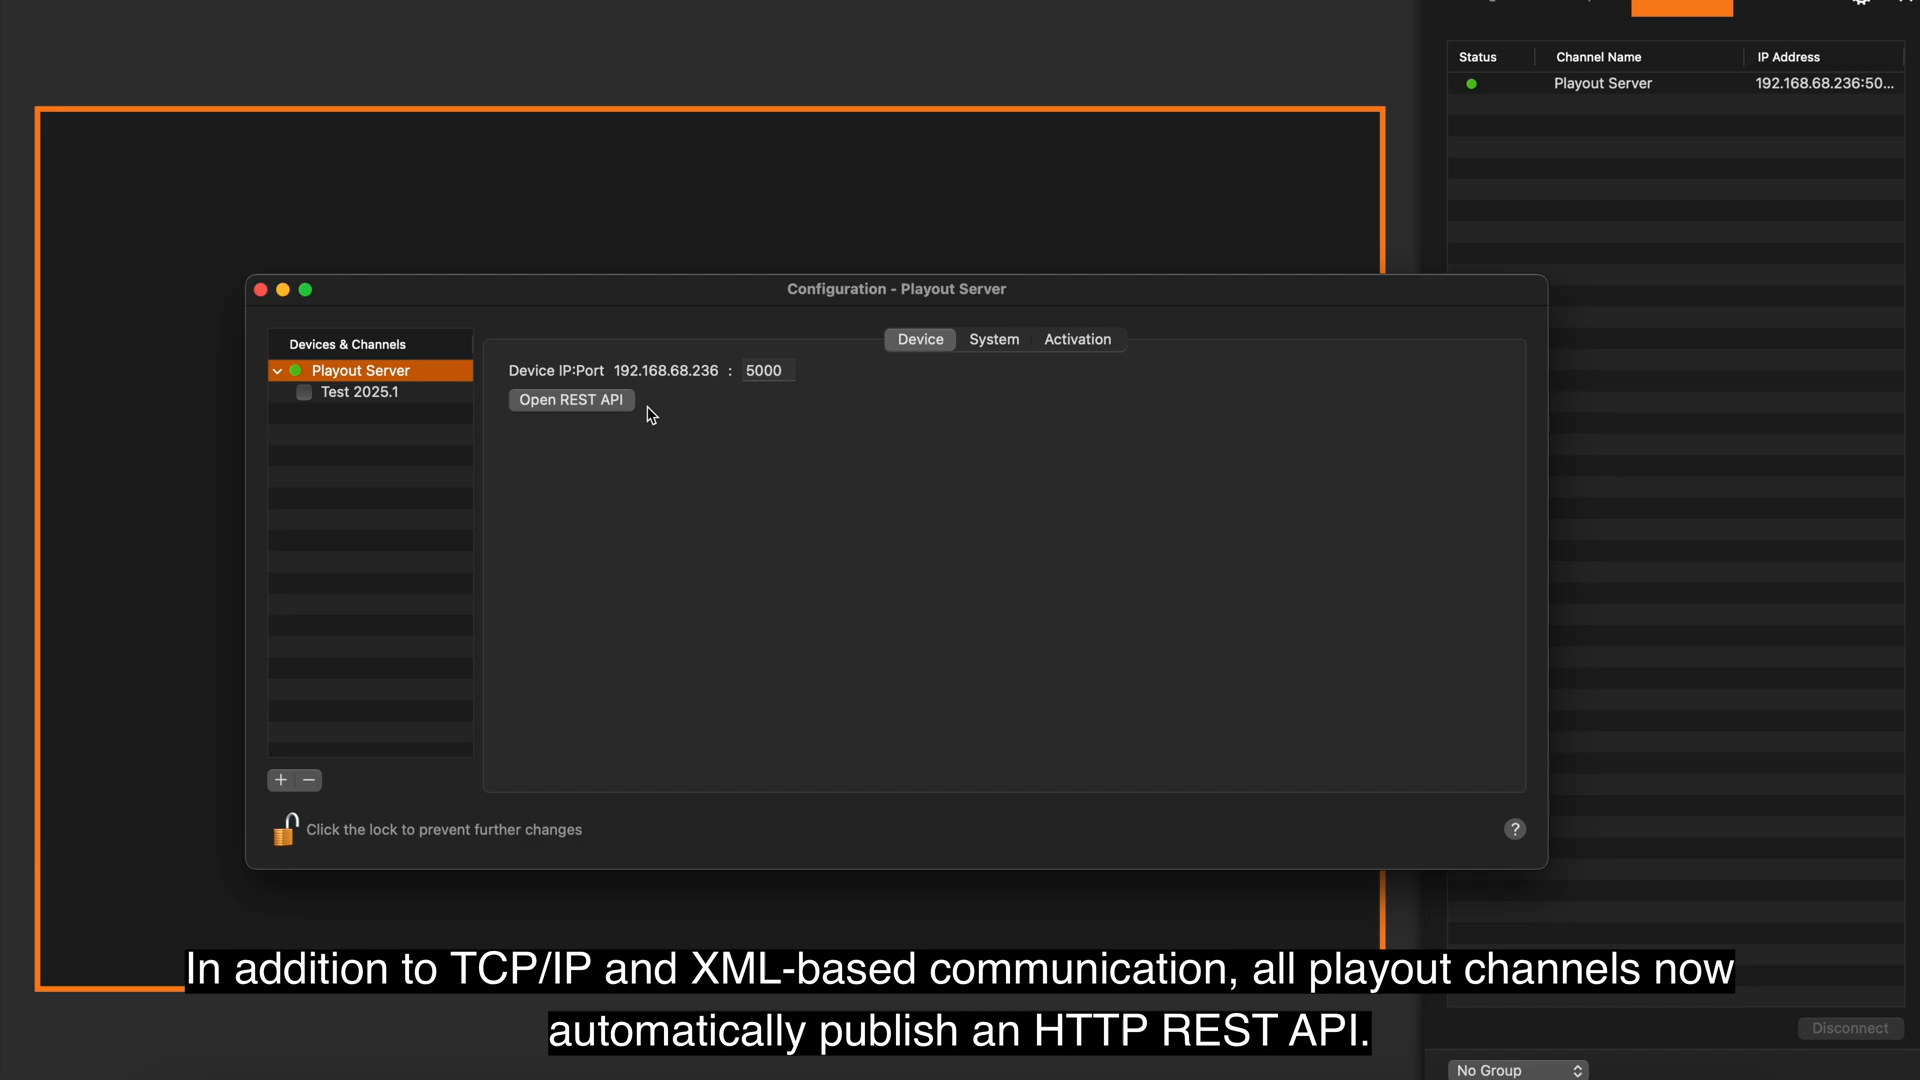 Status Channel Name IP Address
Playout Server 192.168.68.236:50...
Configuration - Playout Server
Devices & Channels
Playout Server
Test 2025.1
Device System Activation
Device IP:Port 192.168.68.236 : 5000
Open REST API
Click the lock to prevent further changes
?
In addition to TCP/IP and XML-based communication, all playout channels now
automatically publish an HTTP REST API.
Disconnect
No Group